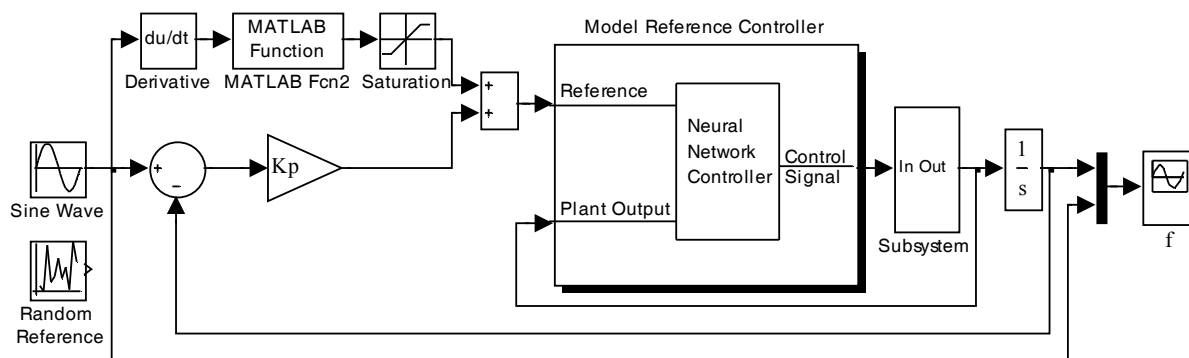 Model Reference Controller
du/dt
MATLAB
Function
Derivative
MATLAB Fcn2
Saturation
+
+
Reference
Neural
Network
Controller
Control
Signal
Plant Output
+
−
Kp
In Out
Subsystem
1
s
f
Sine Wave
Random
Reference